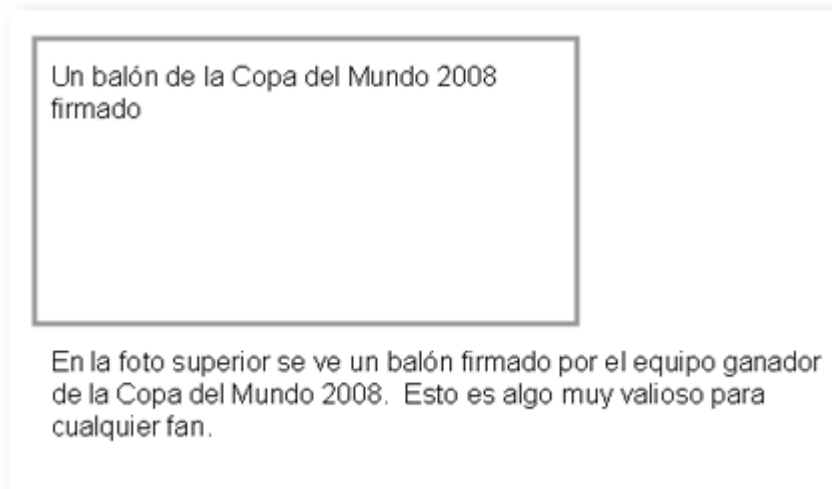 Un balón de la Copa del Mundo 2008
firmado
En la foto superior se ve un balón firmado por el equipo ganador
de la Copa del Mundo 2008.  Esto es algo muy valioso para
cualquier fan.